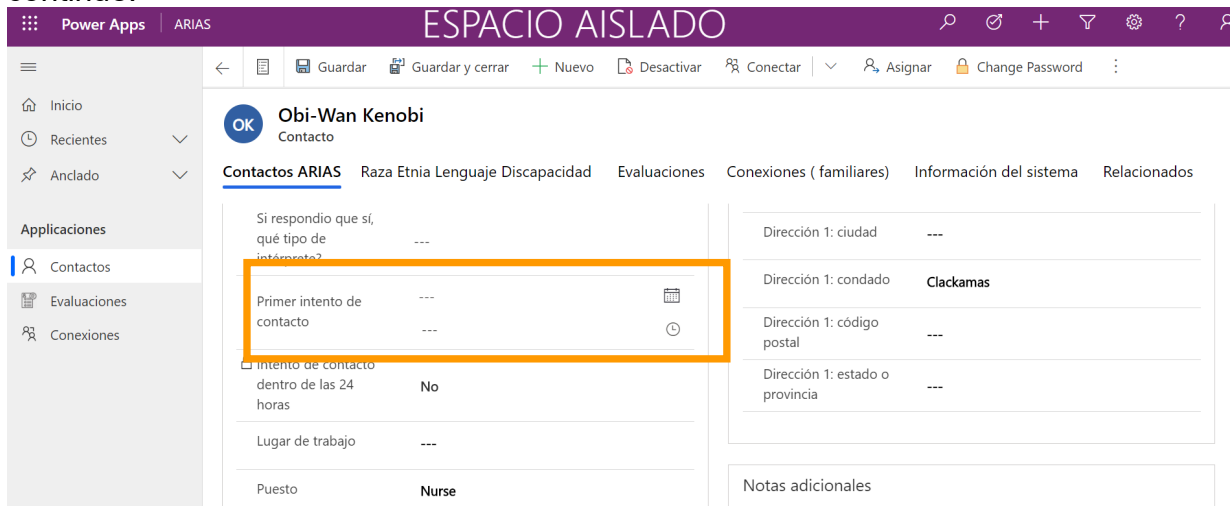 Power Apps ARIAS ESPACIO AISLADO
Guardar Guardar y cerrar Nuevo Desactivar Conectar Asignar Change Password
Inicio
Recientes
Anclado
Applicaciones
Contactos
Evaluaciones
Conexiones
OK
Obi-Wan Kenobi
Contacto
Contactos ARIAS Raza Etnia Lenguaje Discapacidad Evaluaciones Conexiones ( familiares) Información del sistema Relacionados
Si respondio que sí,
qué tipo de ---
intérprete?
Primer intento de ---
contacto ---
Intento de contacto
dentro de las 24 No
horas
Lugar de trabajo ---
Puesto Nurse
Dirección 1: ciudad ---
Dirección 1: condado Clackamas
Dirección 1: código
postal ---
Dirección 1: estado o
provincia ---
Notas adicionales